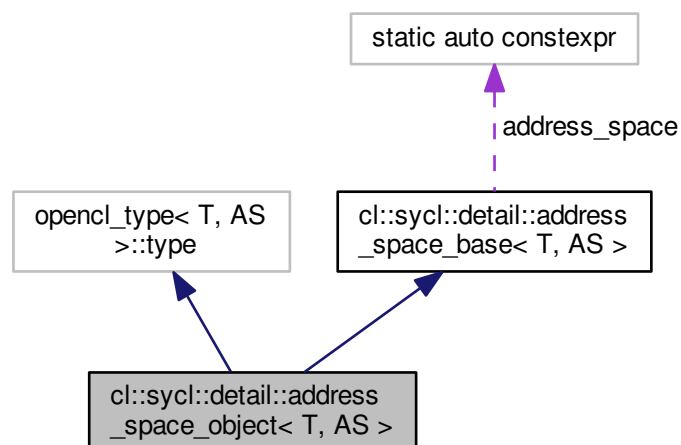 static auto constexpr
address_space
opencl_type< T, AS
>::type
cl::sycl::detail::address
_space_base< T, AS >
cl::sycl::detail::address
_space_object< T, AS >